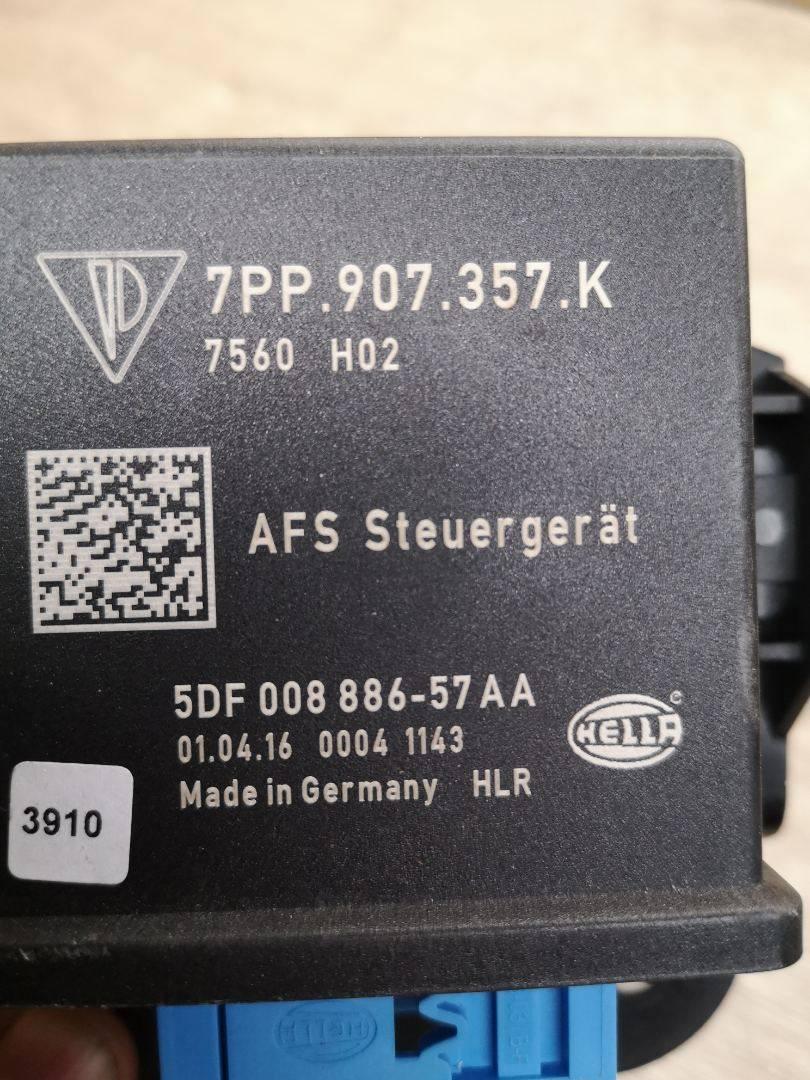 7PP.907.357.K
7560 H02
AFS Steuergerät
5DF 008 886-57AA
01.04.16 0004 1143
Made in Germany HLR
HELLA
©
3910
HELLA